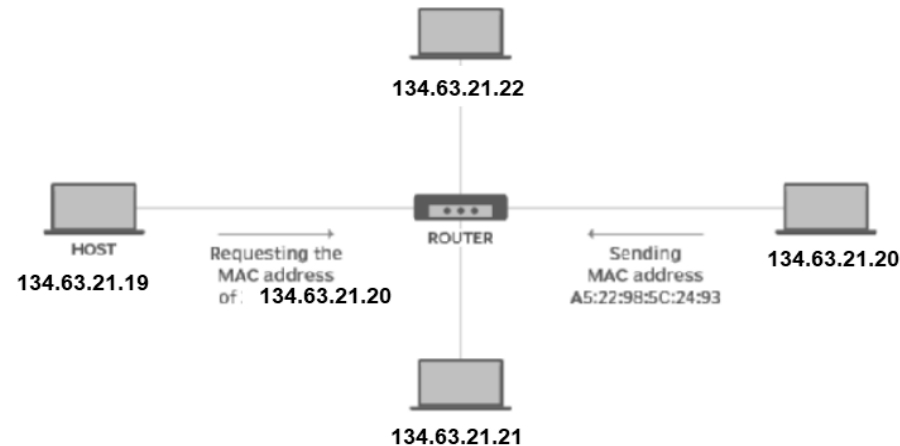 134.63.21.22
HOST
134.63.21.19
Requesting the
MAC address
of: 134.63.21.20
ROUTER
Sending
MAC address
A5:22:98:5C:24:93
134.63.21.20
134.63.21.21